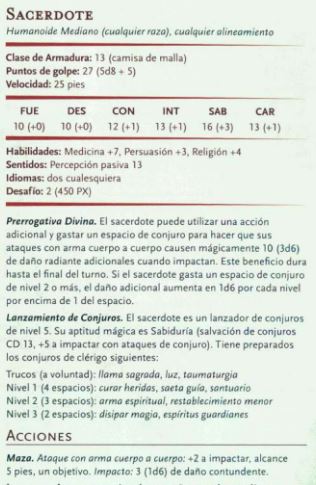 SACERDOTE
Humanoide Mediano (cualquier raza), cualquier alineamiento
Clase de Armadura: 13 (camisa de malla)
Puntos de golpe: 27 (5d8 + 5)
Velocidad: 25 pies
FUE DES CON INT SAB CAR
10 (+0) 10 (+0) 12 (+1) 13 (+1) 16 (+3) 13 (+1)
Habilidades: Medicina +7, Persuasión +3, Religión +4
Sentidos: Percepción pasiva 13
Idiomas: dos cualesquiera
Desafío: 2 (450 PX)
Prerrogativa Divina. El sacerdote puede utilizar una acción
adicional y gastar un espacio de conjuro para hacer que sus
ataques con arma cuerpo a cuerpo causen mágicamente 10 (3d6)
de daño radiante adicionales cuando impactan. Este beneficio dura
hasta el final del turno. Si el sacerdote gasta un espacio de conjuro
de nivel 2 o más, el daño adicional aumenta en 1d6 por cada nivel
por encima de 1 del espacio.
Lanzamiento de Conjuros. El sacerdote es un lanzador de conjuros
de nivel 5. Su aptitud mágica es Sabiduría (salvación de conjuros
CD 13, +5 a impactar con ataques de conjuro). Tiene preparados
los conjuros de clérigo siguientes:
Trucos (a voluntad): llama sagrada, luz, taumaturgia
Nivel 1 (4 espacios): curar heridas, saeta guía, santuario
Nivel 2 (3 espacios): arma espiritual, restablecimiento menor
Nivel 3 (2 espacios): disipar magia, espíritus guardianes
ACCIONES
Maza. Ataque con arma cuerpo a cuerpo: +2 a impactar, alcance
5 pies, un objetivo. Impacto: 3 (1d6) de daño contundente.